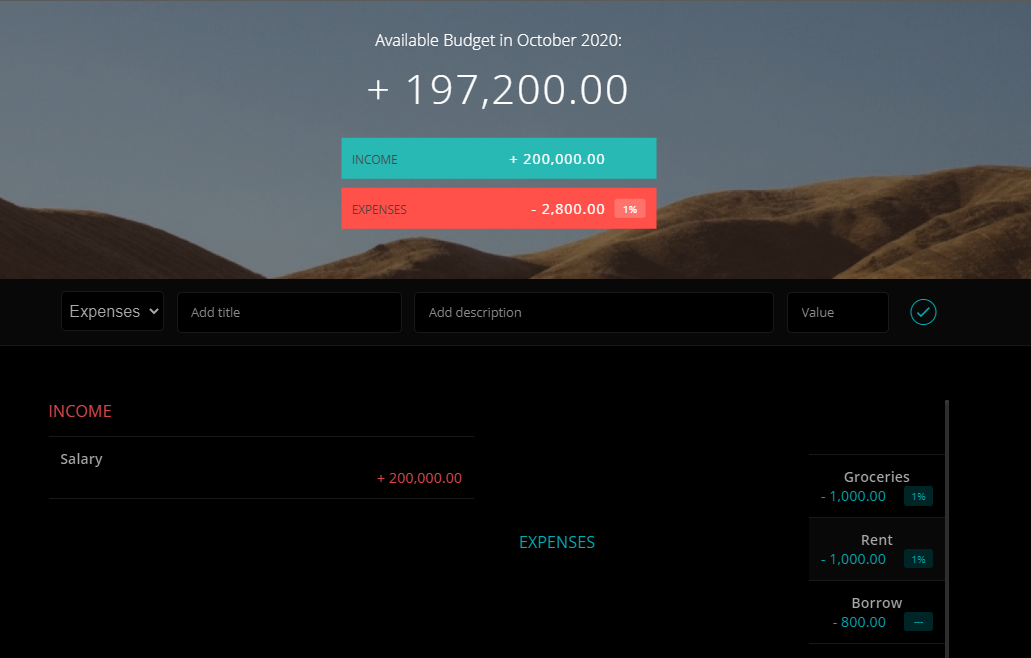 Available Budget in October 2020:
+ 197,200.00
INCOME + 200,000.00
EXPENSES - 2,800.00 1%
Expenses Add title Add description Value
INCOME
Salary
+ 200,000.00
EXPENSES
Groceries
- 1,000.00 1%
Rent
- 1,000.00 1%
Borrow
- 800.00 ---